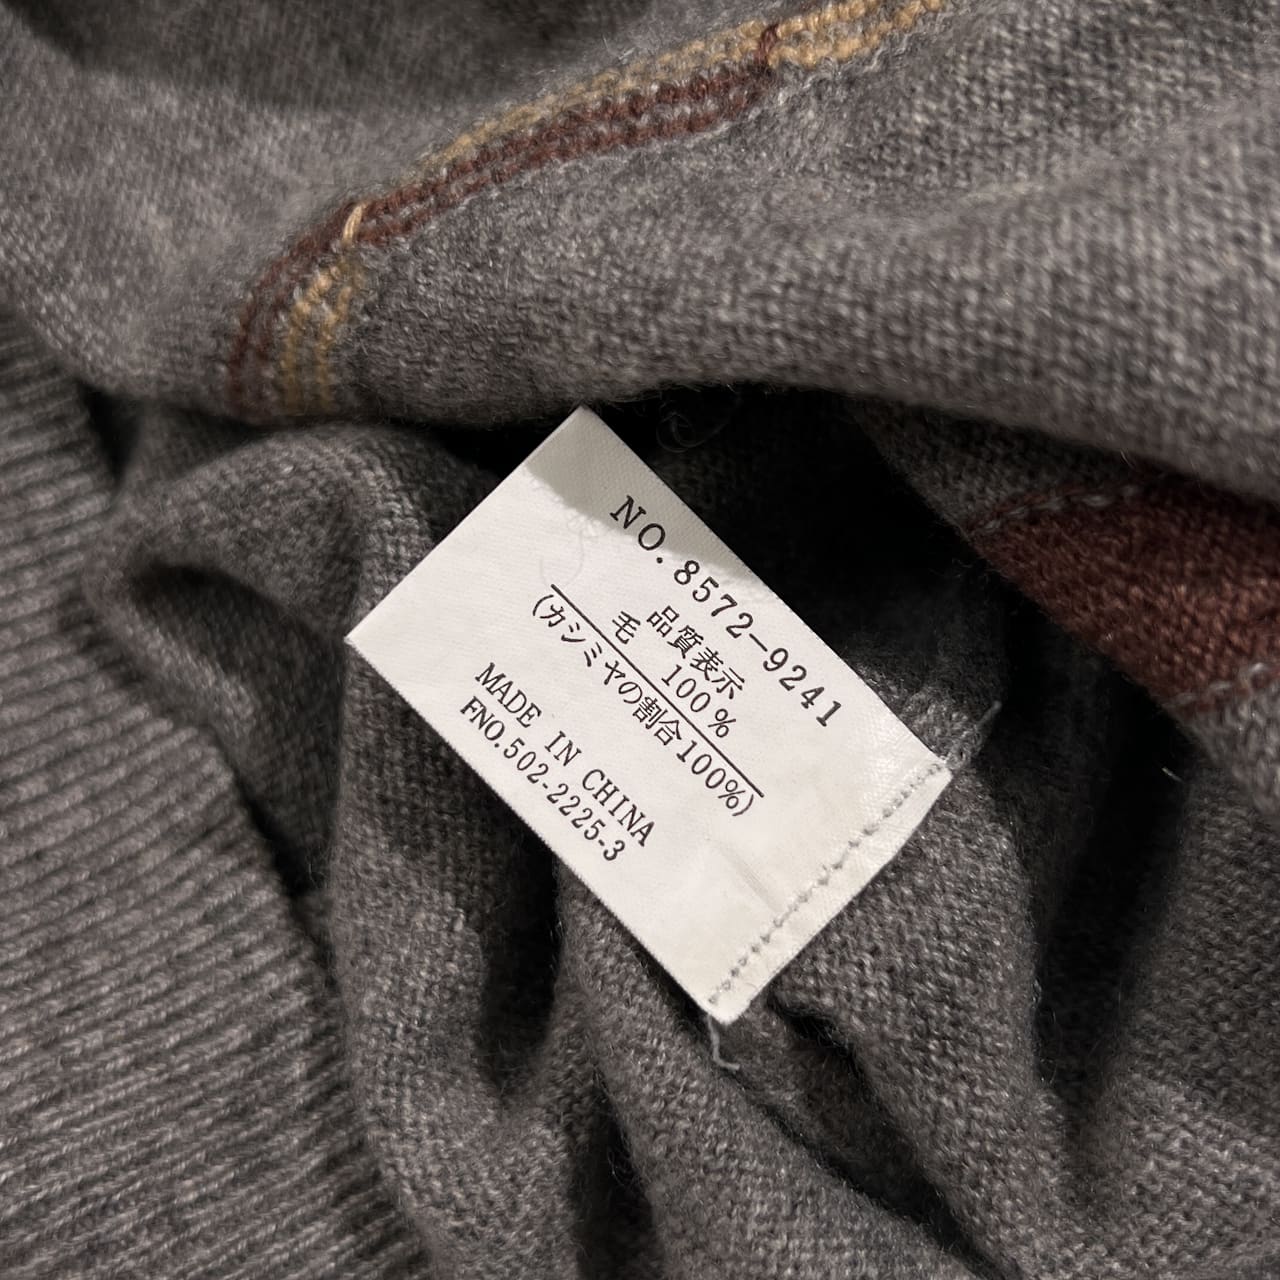 NO.8572-9241
品質表示
毛 100%
(カシミヤの割合100%)
MADE IN CHINA
FNO.502-2225-3